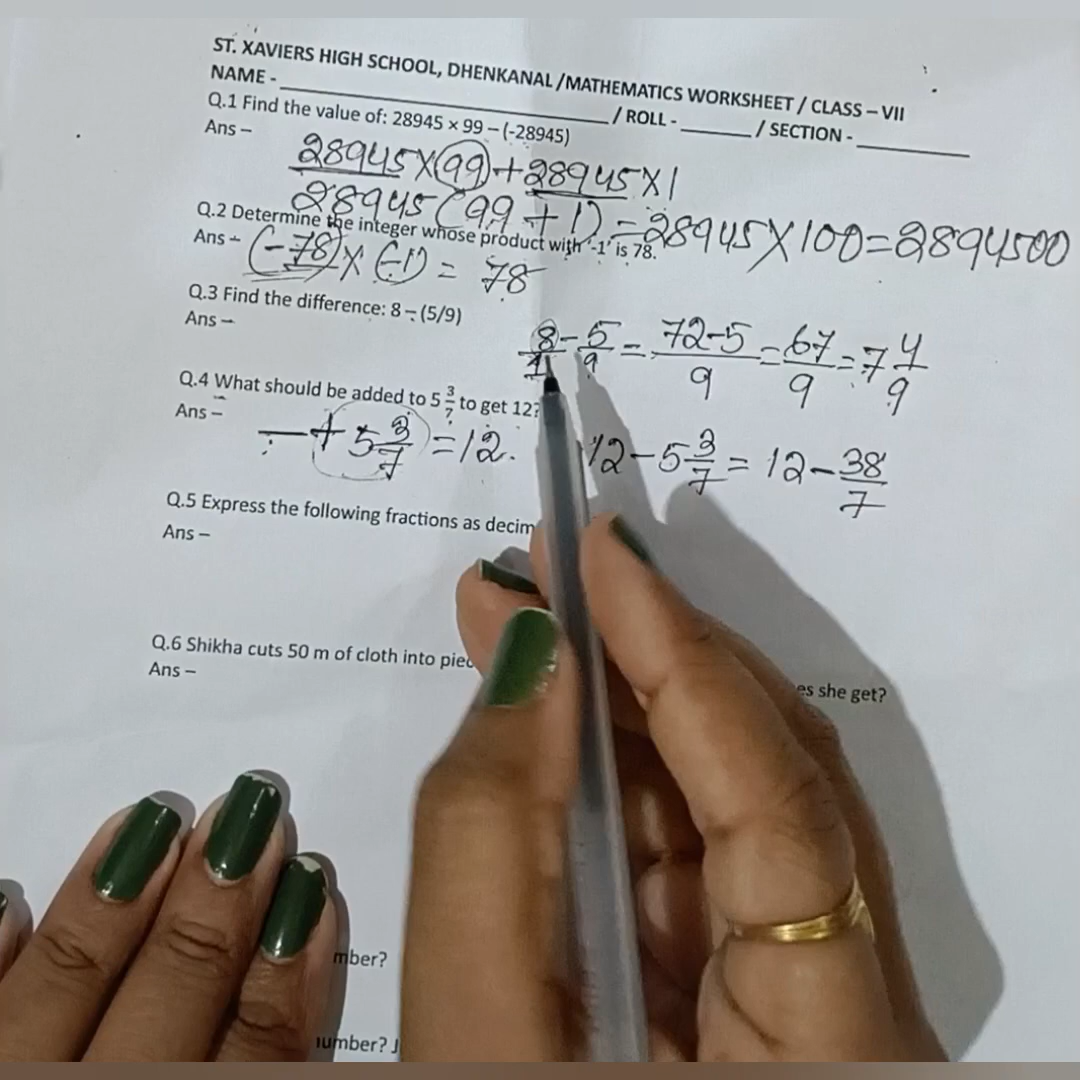 ST. XAVIERS HIGH SCHOOL, DHENKANAL /MATHEMATICS WORKSHEET / CLASS – VII
NAME - ____________ / ROLL - ______ / SECTION - ________
Q.1 Find the value of: 28945 × 99 – (-28945)
Ans –
28945×(99)+28945×1
28945(99+1)=28945×100=2894500
Q.2 Determine the integer whose product with '-1' is 78.
Ans –
(-78)×(-1) = 78
Q.3 Find the difference: 8 – (5/9)
Ans –
8/1 - 5/9 = 72-5/9 = 67/9 = 7 4/9
Q.4 What should be added to 5 3/7 to get 12?
Ans –
— + 5 3/7 = 12. 12 - 5 3/7 = 12 - 38/7
Q.5 Express the following fractions as decim
Ans –
Q.6 Shikha cuts 50 m of cloth into piec es she get?
Ans –
mber?
umber? J